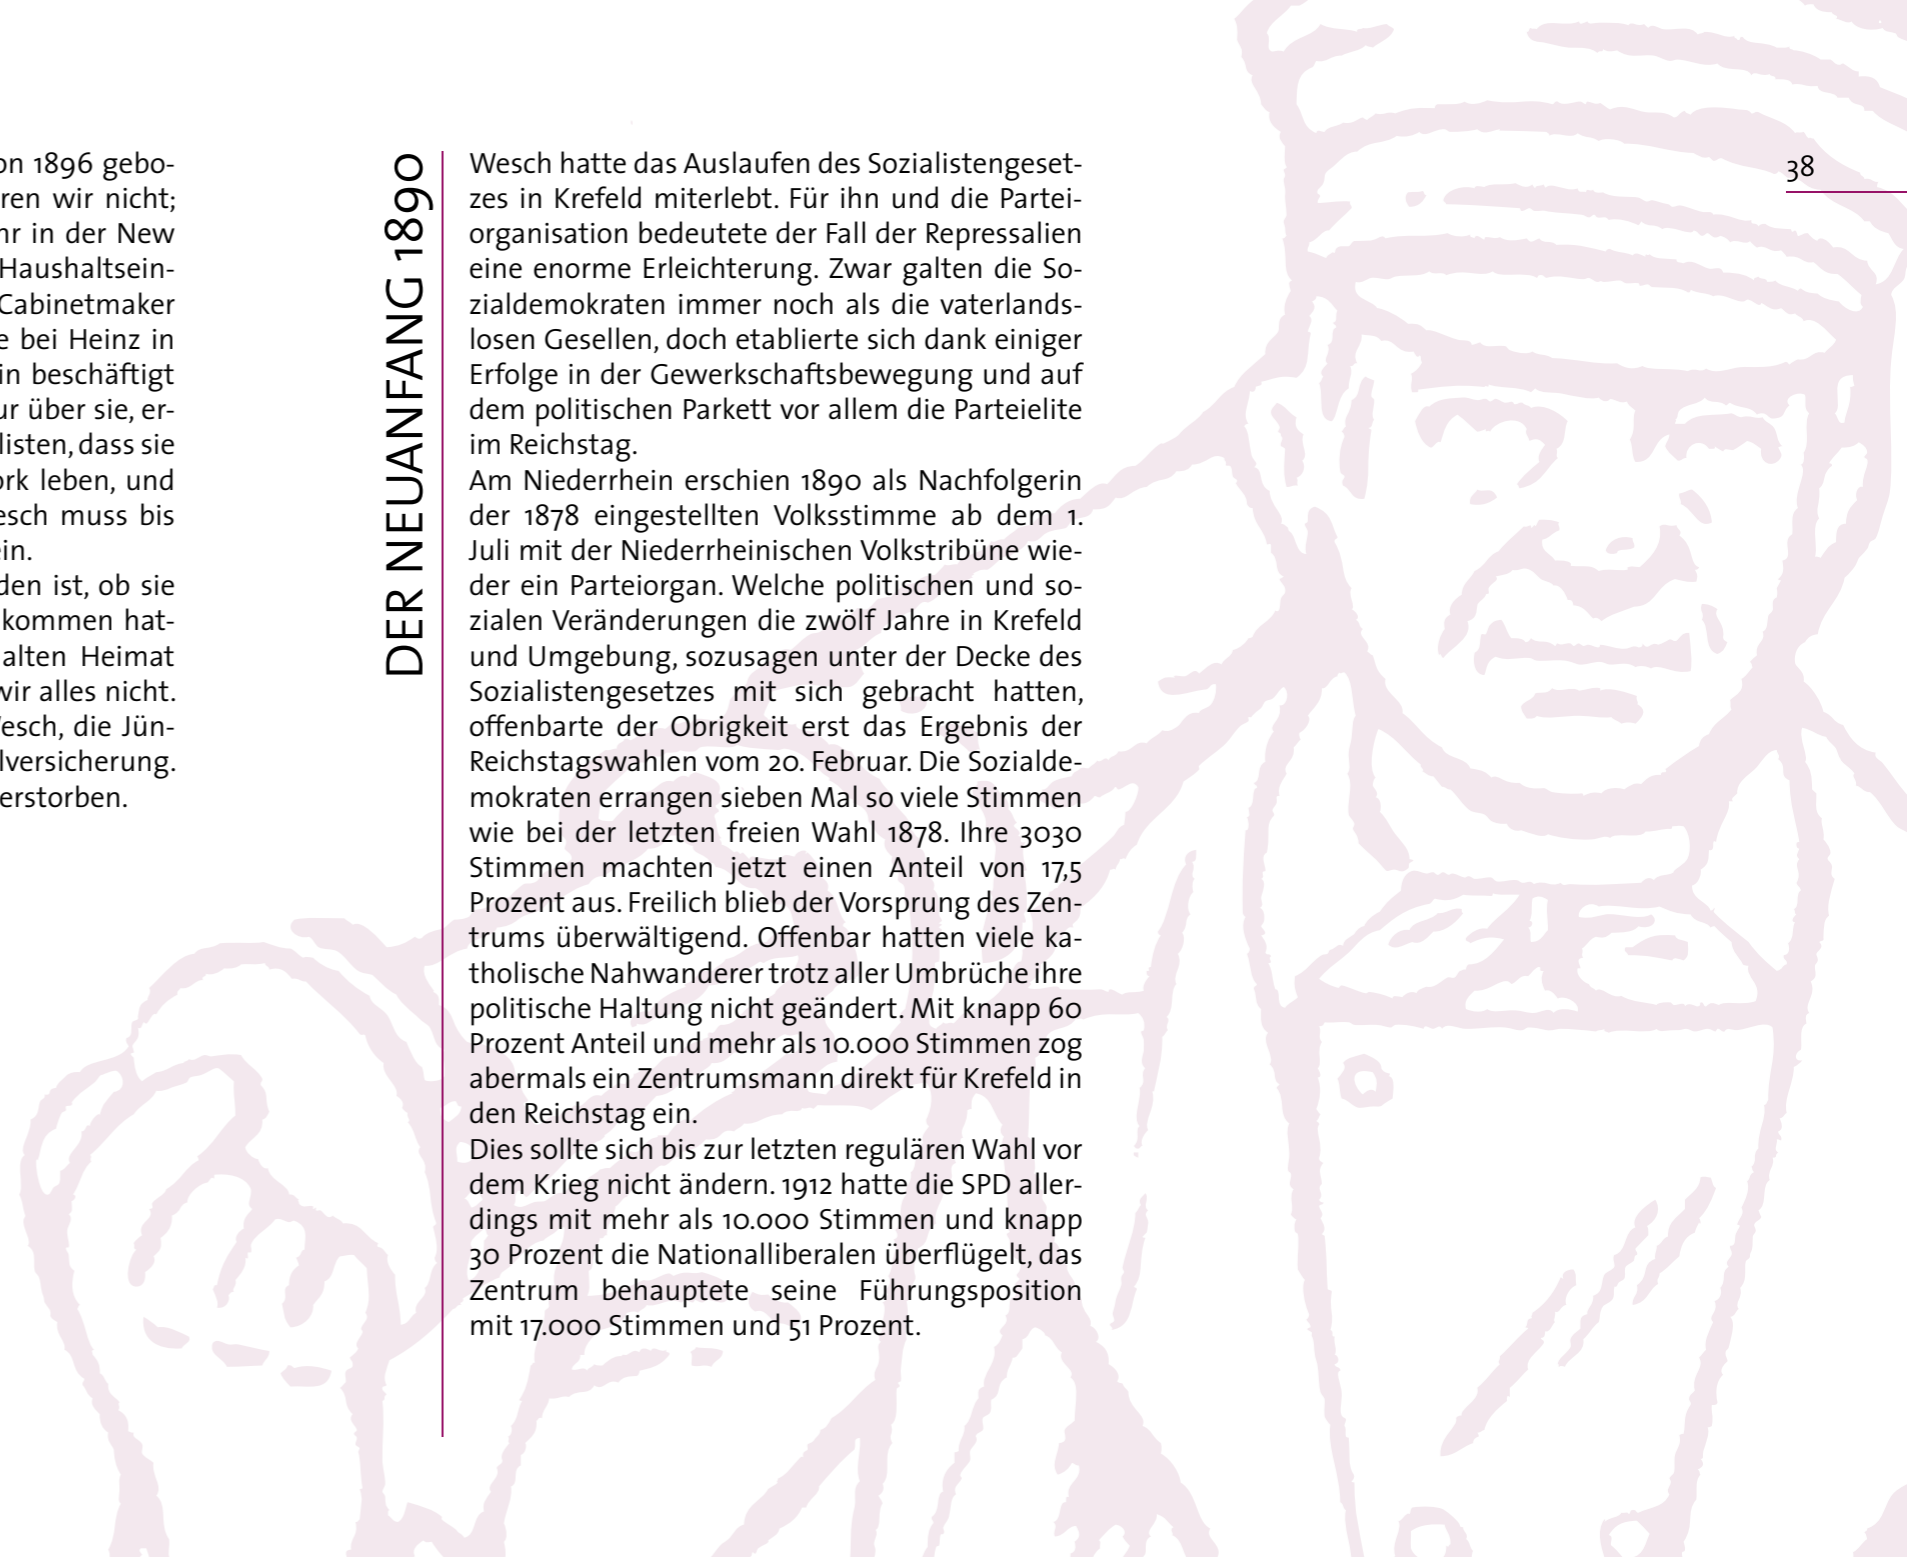 on 1896 gebo-
ren wir nicht;
hr in der New
Haushaltsein-
Cabinetmaker
e bei Heinz in
in beschäftigt
ur über sie, er-
listen, dass sie
ork leben, und
esch muss bis
ein.
den ist, ob sie
kommen hat-
alten Heimat
wir alles nicht.
esch, die Jün-
lversicherung.
erstorben.
DER NEUANFANG 1890
Wesch hatte das Auslaufen des Sozialistengeset-
zes in Krefeld miterlebt. Für ihn und die Partei-
organisation bedeutete der Fall der Repressalien
eine enorme Erleichterung. Zwar galten die So-
zialdemokraten immer noch als die vaterlands-
losen Gesellen, doch etablierte sich dank einiger
Erfolge in der Gewerkschaftsbewegung und auf
dem politischen Parkett vor allem die Parteielite
im Reichstag.
Am Niederrhein erschien 1890 als Nachfolgerin
der 1878 eingestellten Volksstimme ab dem 1.
Juli mit der Niederrheinischen Volkstribüne wie-
der ein Parteiorgan. Welche politischen und so-
zialen Veränderungen die zwölf Jahre in Krefeld
und Umgebung, sozusagen unter der Decke des
Sozialistengesetzes mit sich gebracht hatten,
offenbarte der Obrigkeit erst das Ergebnis der
Reichstagswahlen vom 20. Februar. Die Sozialde-
mokraten errangen sieben Mal so viele Stimmen
wie bei der letzten freien Wahl 1878. Ihre 3030
Stimmen machten jetzt einen Anteil von 17,5
Prozent aus. Freilich blieb der Vorsprung des Zen-
trums überwältigend. Offenbar hatten viele ka-
tholische Nahwanderer trotz aller Umbrüche ihre
politische Haltung nicht geändert. Mit knapp 60
Prozent Anteil und mehr als 10.000 Stimmen zog
abermals ein Zentrumsmann direkt für Krefeld in
den Reichstag ein.
Dies sollte sich bis zur letzten regulären Wahl vor
dem Krieg nicht ändern. 1912 hatte die SPD aller-
dings mit mehr als 10.000 Stimmen und knapp
30 Prozent die Nationalliberalen überflügelt, das
Zentrum behauptete seine Führungsposition
mit 17.000 Stimmen und 51 Prozent.
38